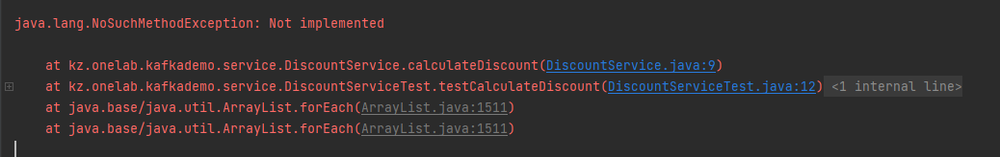 java.lang.NoSuchMethodException: Not implemented
at kz.onelab.kafkademo.service.DiscountService.calculateDiscount(DiscountService.java:9)
at kz.onelab.kafkademo.service.DiscountServiceTest.testCalculateDiscount(DiscountServiceTest.java:12) <1 internal line>
at java.base/java.util.ArrayList.forEach(ArrayList.java:1511)
at java.base/java.util.ArrayList.forEach(ArrayList.java:1511)